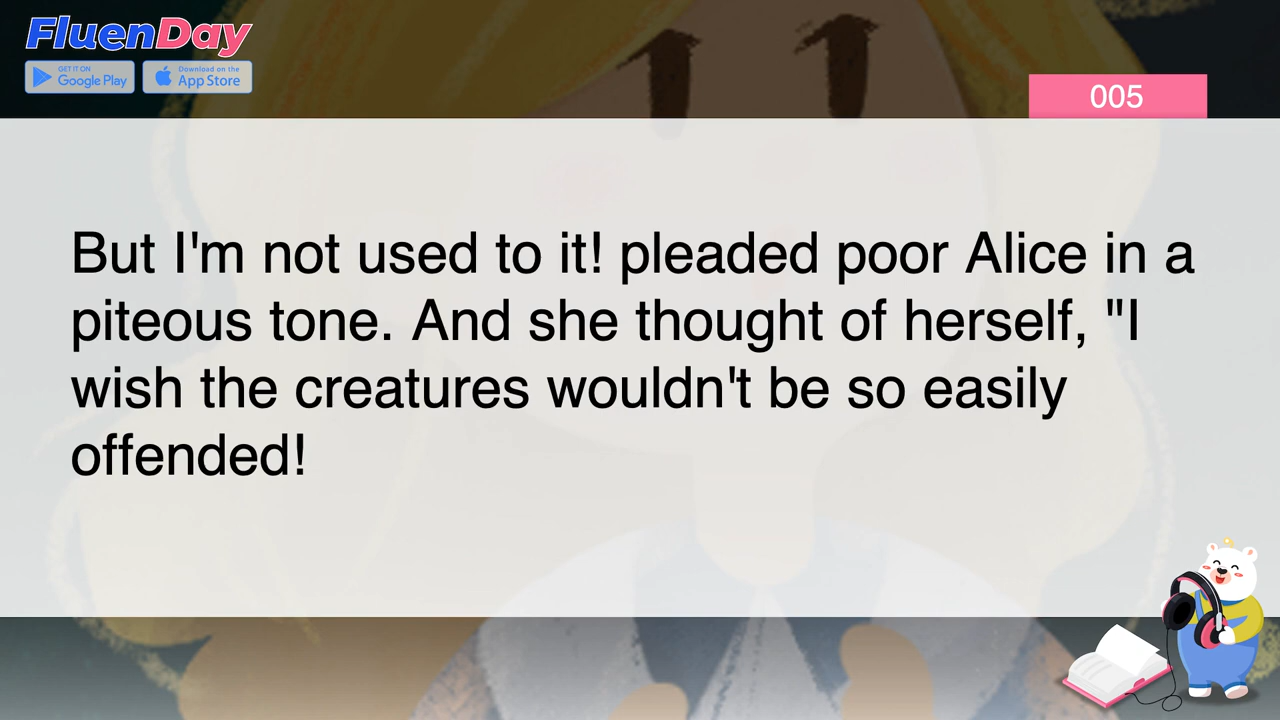 FluenDay
GET IT ON
Google Play
Download on the
App Store
005
But I'm not used to it! pleaded poor Alice in a
piteous tone. And she thought of herself, "I
wish the creatures wouldn't be so easily
offended!